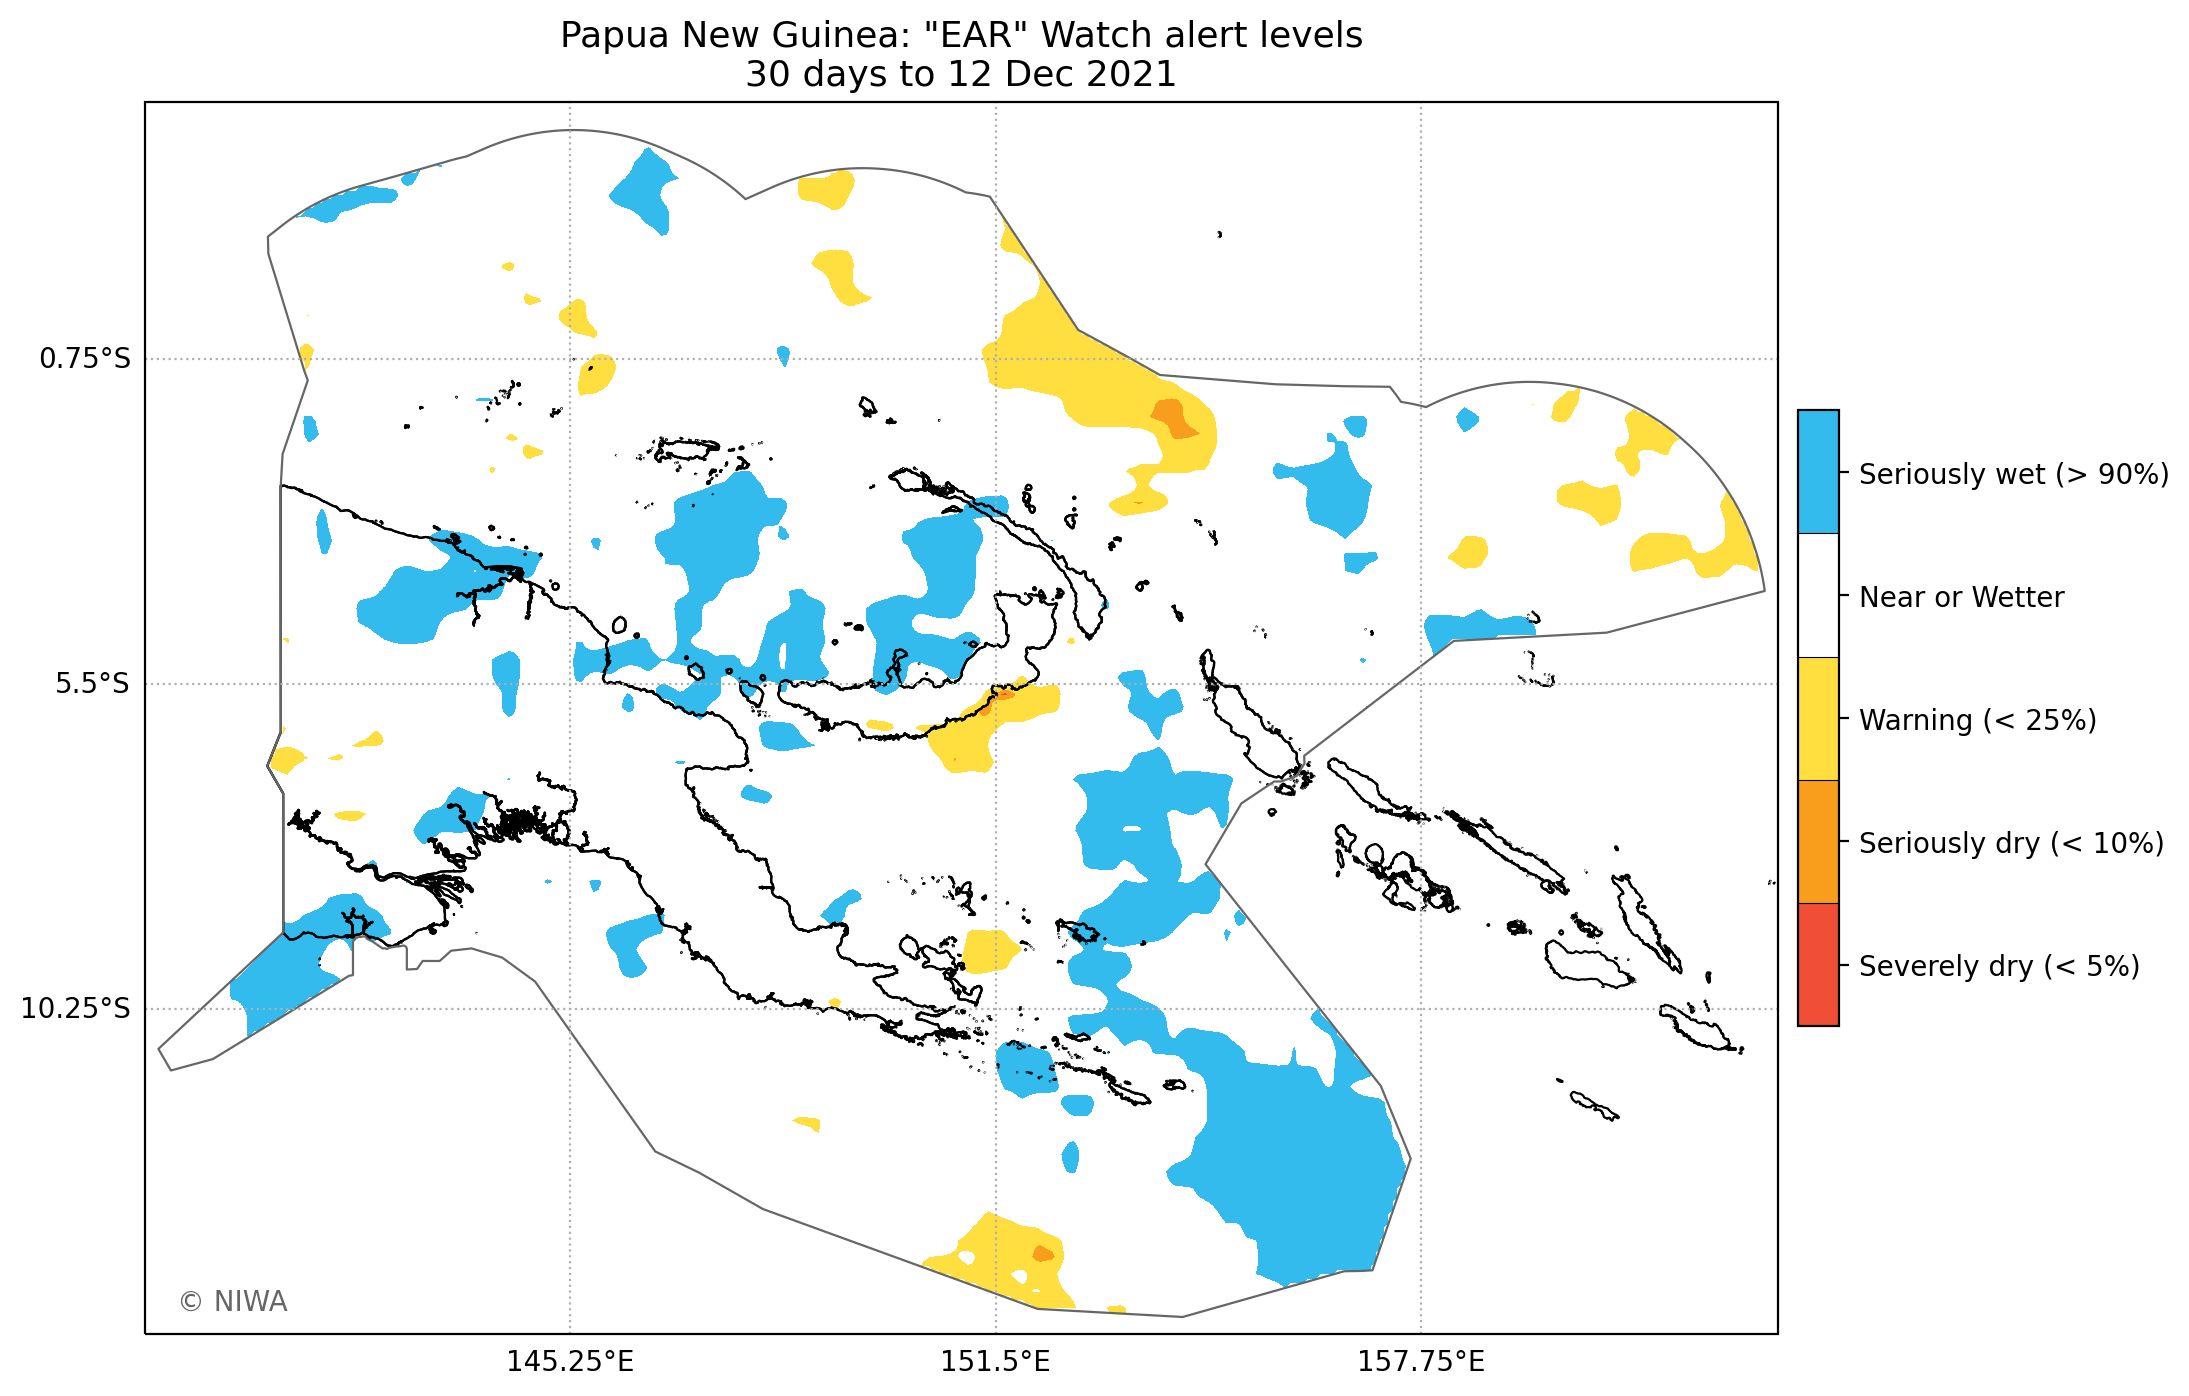 Papua New Guinea: "EAR" Watch alert levels
30 days to 12 Dec 2021
0.75°S
5.5°S
10.25°S
145.25°E
151.5°E
157.75°E
Seriously wet (> 90%)
Near or Wetter
Warning (< 25%)
Seriously dry (< 10%)
Severely dry (< 5%)
© NIWA